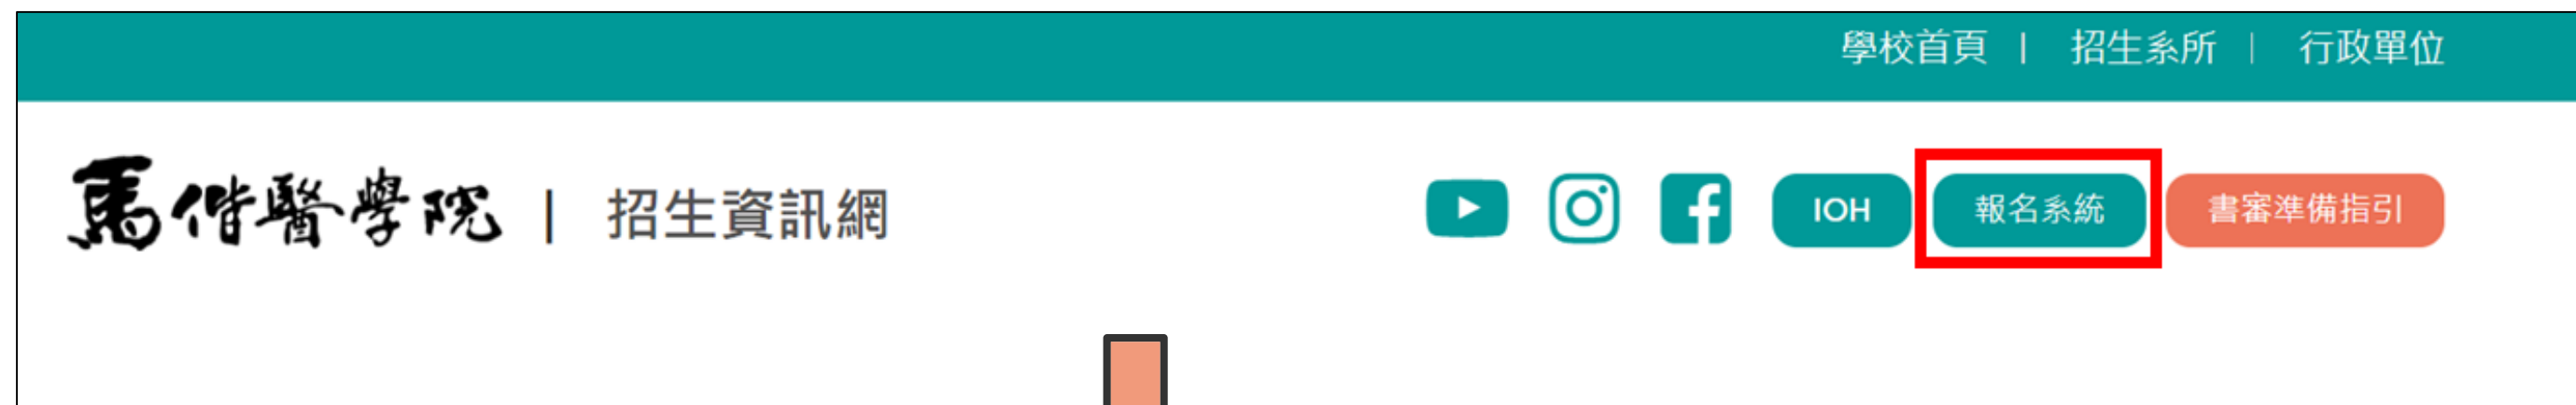 學校首頁 | 招生系所 | 行政單位
馬偕醫學院 | 招生資訊網 IOH 報名系統 書審準備指引